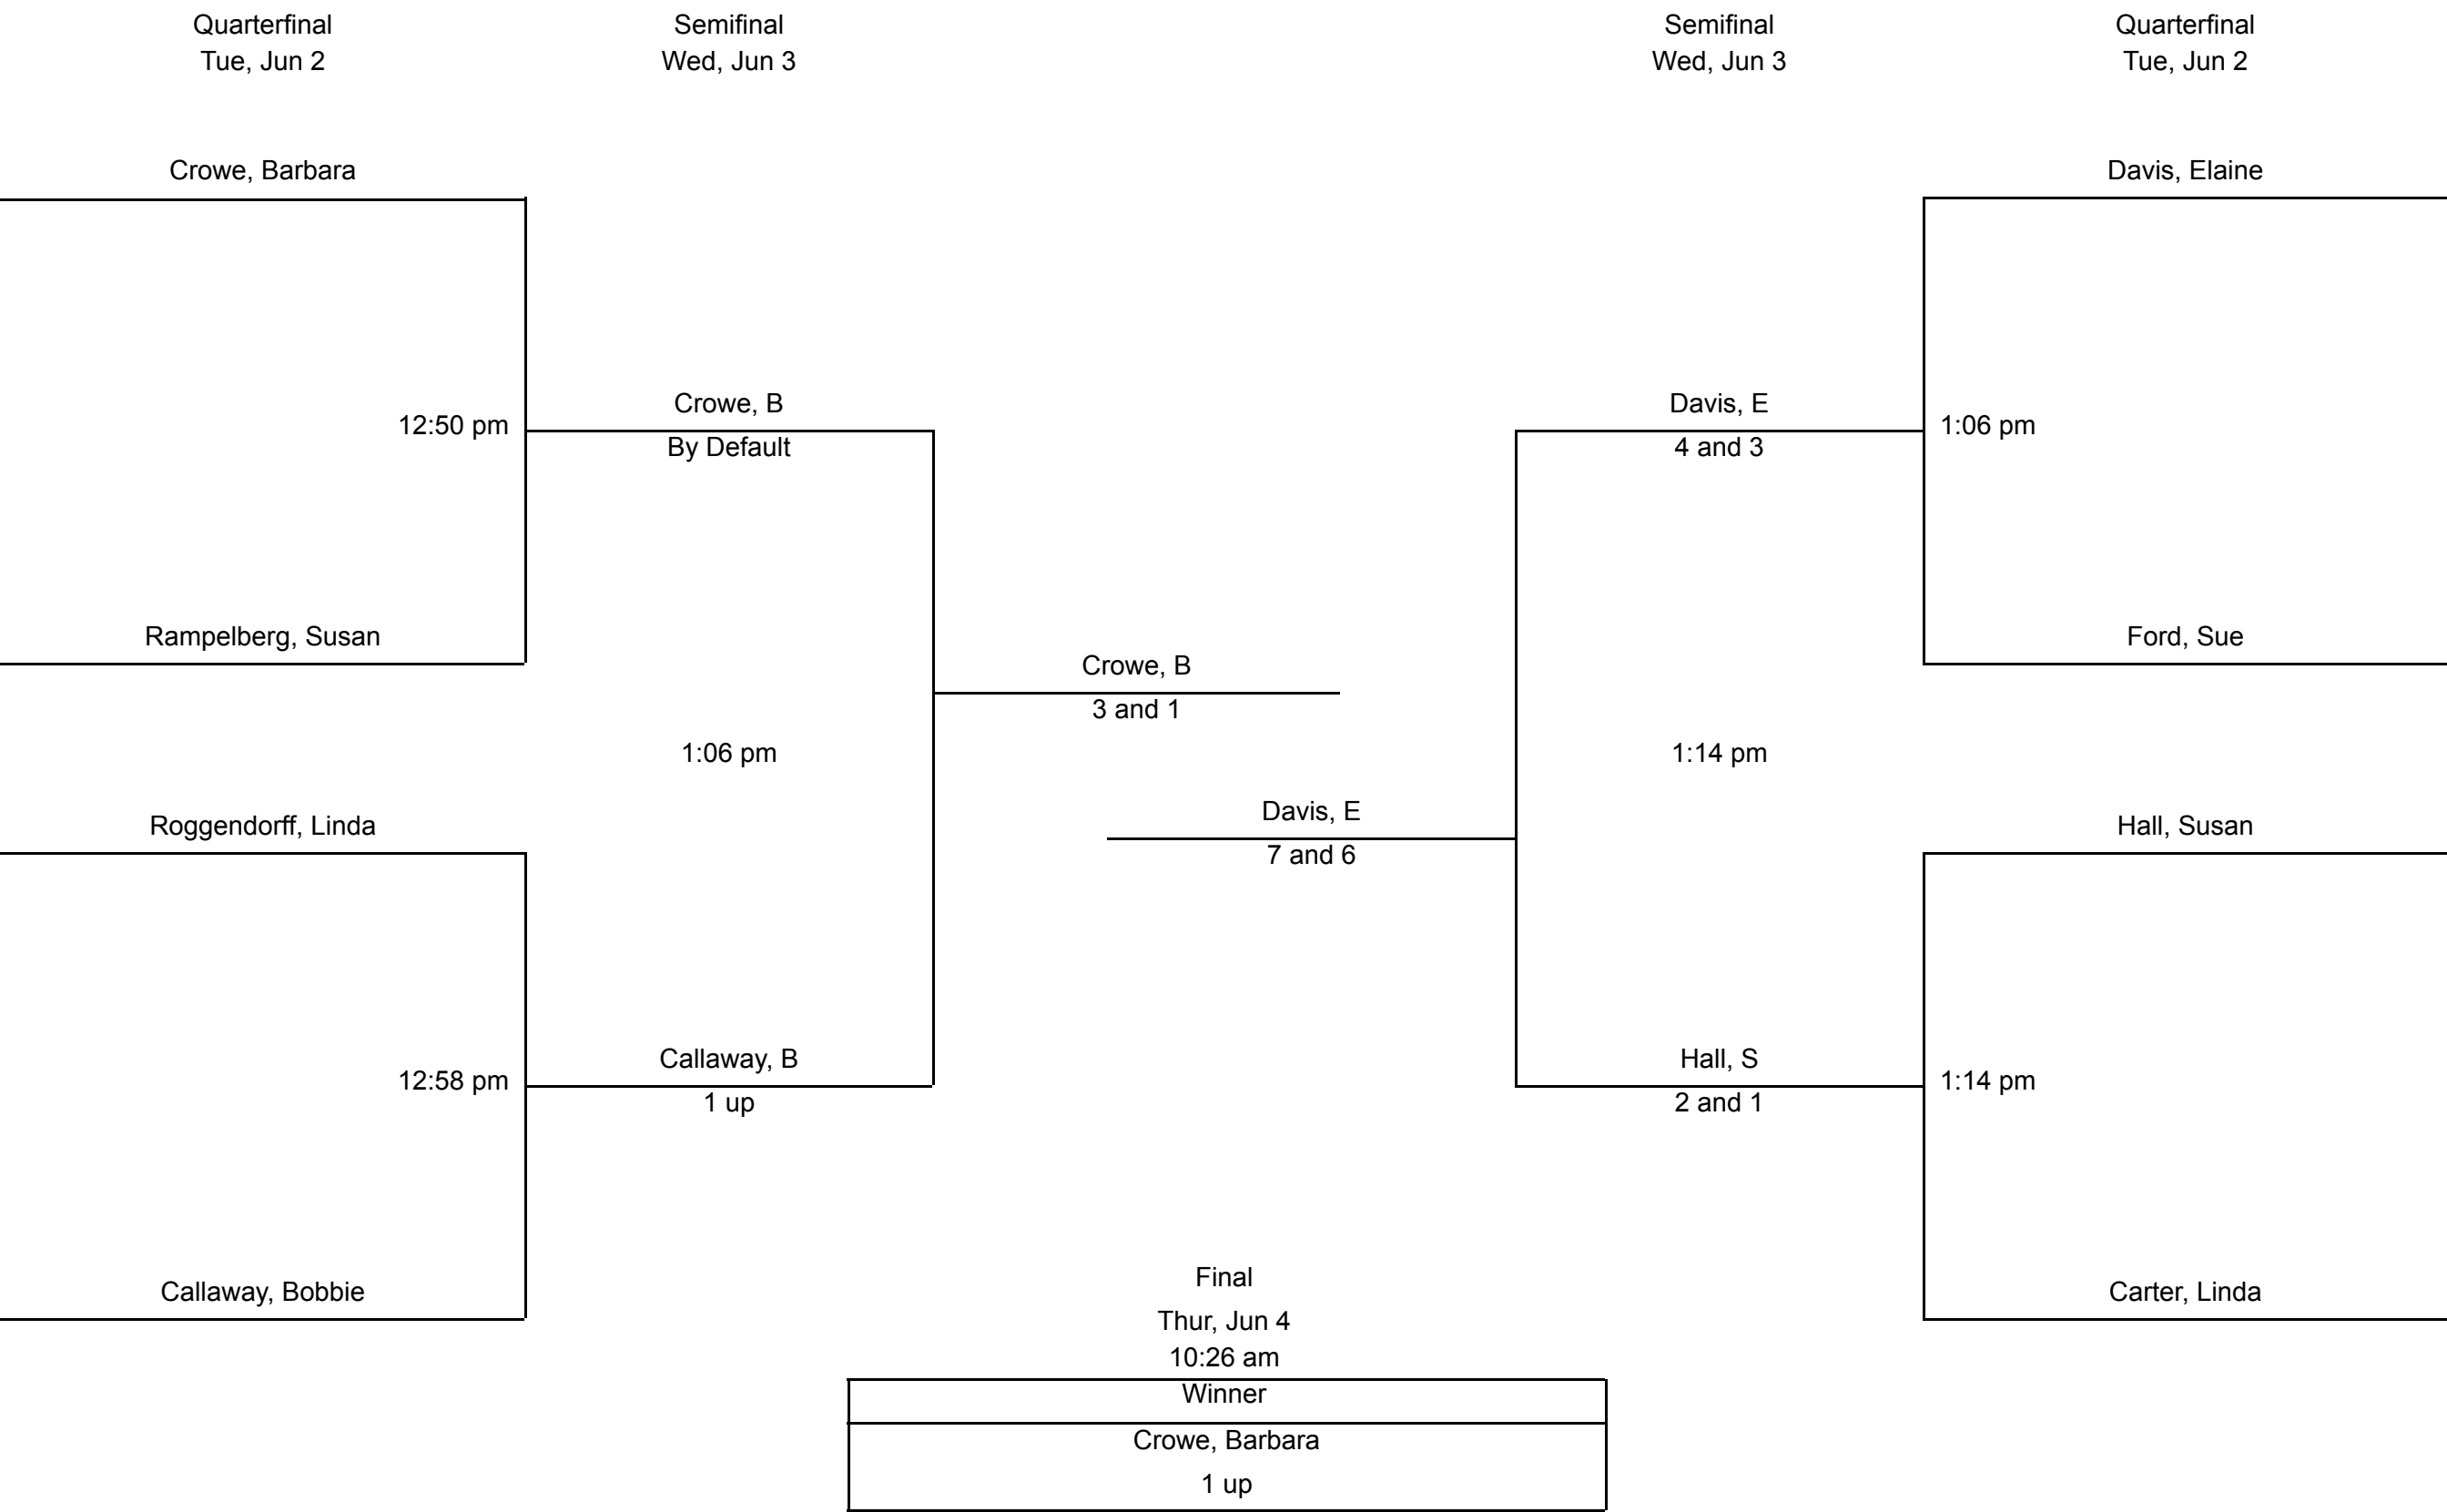 Quarterfinal
Tue, Jun 2
Semifinal
Wed, Jun 3
Semifinal
Wed, Jun 3
Quarterfinal
Tue, Jun 2
Crowe, Barbara
12:50 pm
Rampelberg, Susan
Roggendorff, Linda
12:58 pm
Callaway, Bobbie
Crowe, B
By Default
1:06 pm
Callaway, B
1 up
Crowe, B
3 and 1
Davis, E
7 and 6
Davis, E
4 and 3
1:14 pm
Hall, S
2 and 1
Davis, Elaine
1:06 pm
Ford, Sue
Hall, Susan
1:14 pm
Carter, Linda
Final
Thur, Jun 4
10:26 am
Winner
Crowe, Barbara
1 up